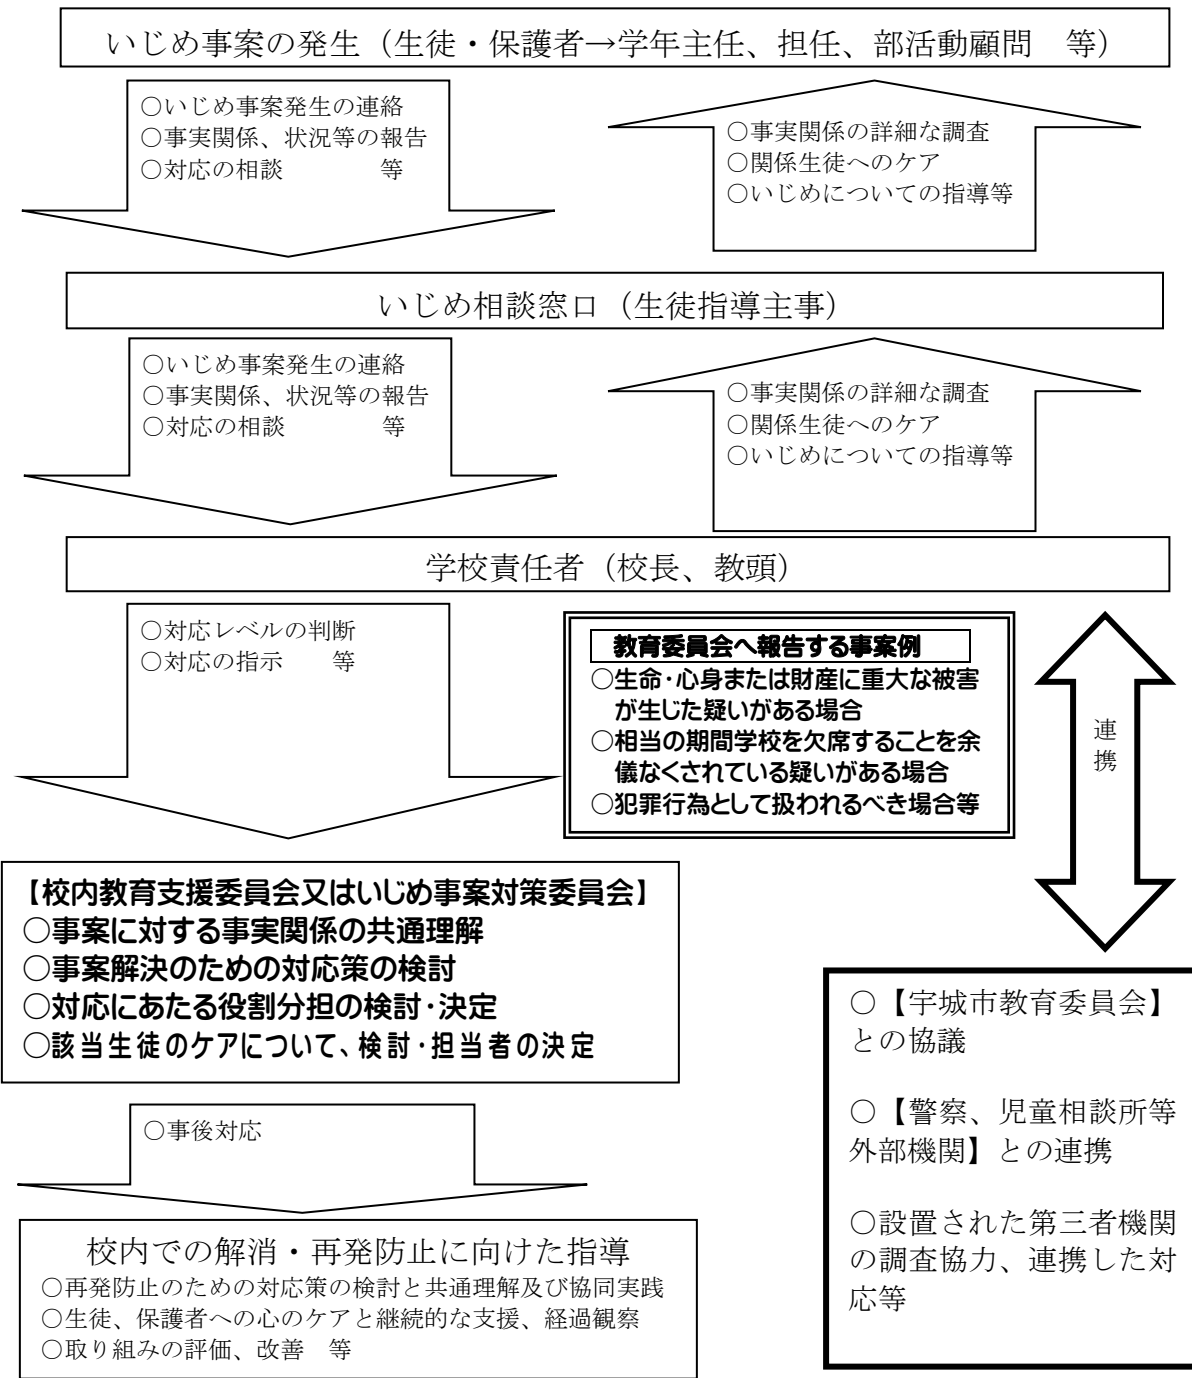 いじめ事案の発生（生徒・保護者→学年主任、担任、部活動顧問　等）
○いじめ事案発生の連絡
○事実関係、状況等の報告
○対応の相談　　　　等
○事実関係の詳細な調査
○関係生徒へのケア
○いじめについての指導等
いじめ相談窓口（生徒指導主事）
○いじめ事案発生の連絡
○事実関係、状況等の報告
○対応の相談　　　　等
○事実関係の詳細な調査
○関係生徒へのケア
○いじめについての指導等
学校責任者（校長、教頭）
○対応レベルの判断
○対応の指示　　等
教育委員会へ報告する事案例
○生命・心身または財産に重大な被害
が生じた疑いがある場合
○相当の期間学校を欠席することを余
儀なくされている疑いがある場合
○犯罪行為として扱われるべき場合等
連
携
【校内教育支援委員会又はいじめ事案対策委員会】
○事案に対する事実関係の共通理解
○事案解決のための対応策の検討
○対応にあたる役割分担の検討・決定
○該当生徒のケアについて、検討・担当者の決定
○事後対応
校内での解消・再発防止に向けた指導
○再発防止のための対応策の検討と共通理解及び協同実践
○生徒、保護者への心のケアと継続的な支援、経過観察
○取り組みの評価、改善　等
○【宇城市教育委員会】
との協議
○【警察、児童相談所等
外部機関】との連携
○設置された第三者機関
の調査協力、連携した対
応等